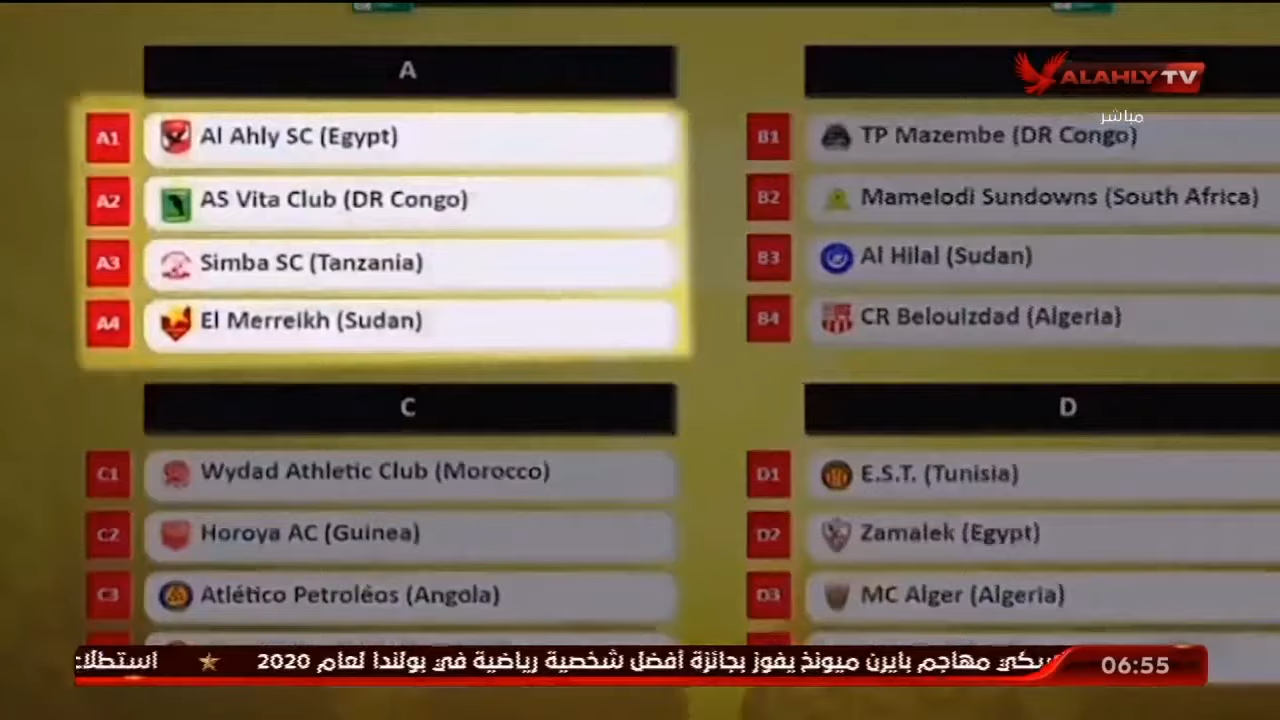 ALAHLY TV
مباشر
A
A1 Al Ahly SC (Egypt)
A2 AS Vita Club (DR Congo)
A3 Simba SC (Tanzania)
A4 El Merreikh (Sudan)
B1 TP Mazembe (DR Congo)
B2 Mamelodi Sundowns (South Africa)
B3 Al Hilal (Sudan)
B4 CR Belouizdad (Algeria)
C
C1 Wydad Athletic Club (Morocco)
C2 Horoya AC (Guinea)
C3 Atlético Petrolêos (Angola)
D
D1 E.S.T. (Tunisia)
D2 Zamalek (Egypt)
D3 MC Alger (Algeria)
مهاجم بايرن ميونخ يفوز بجائزة أفضل شخصية رياضية في بولندا لعام 2020
06:55